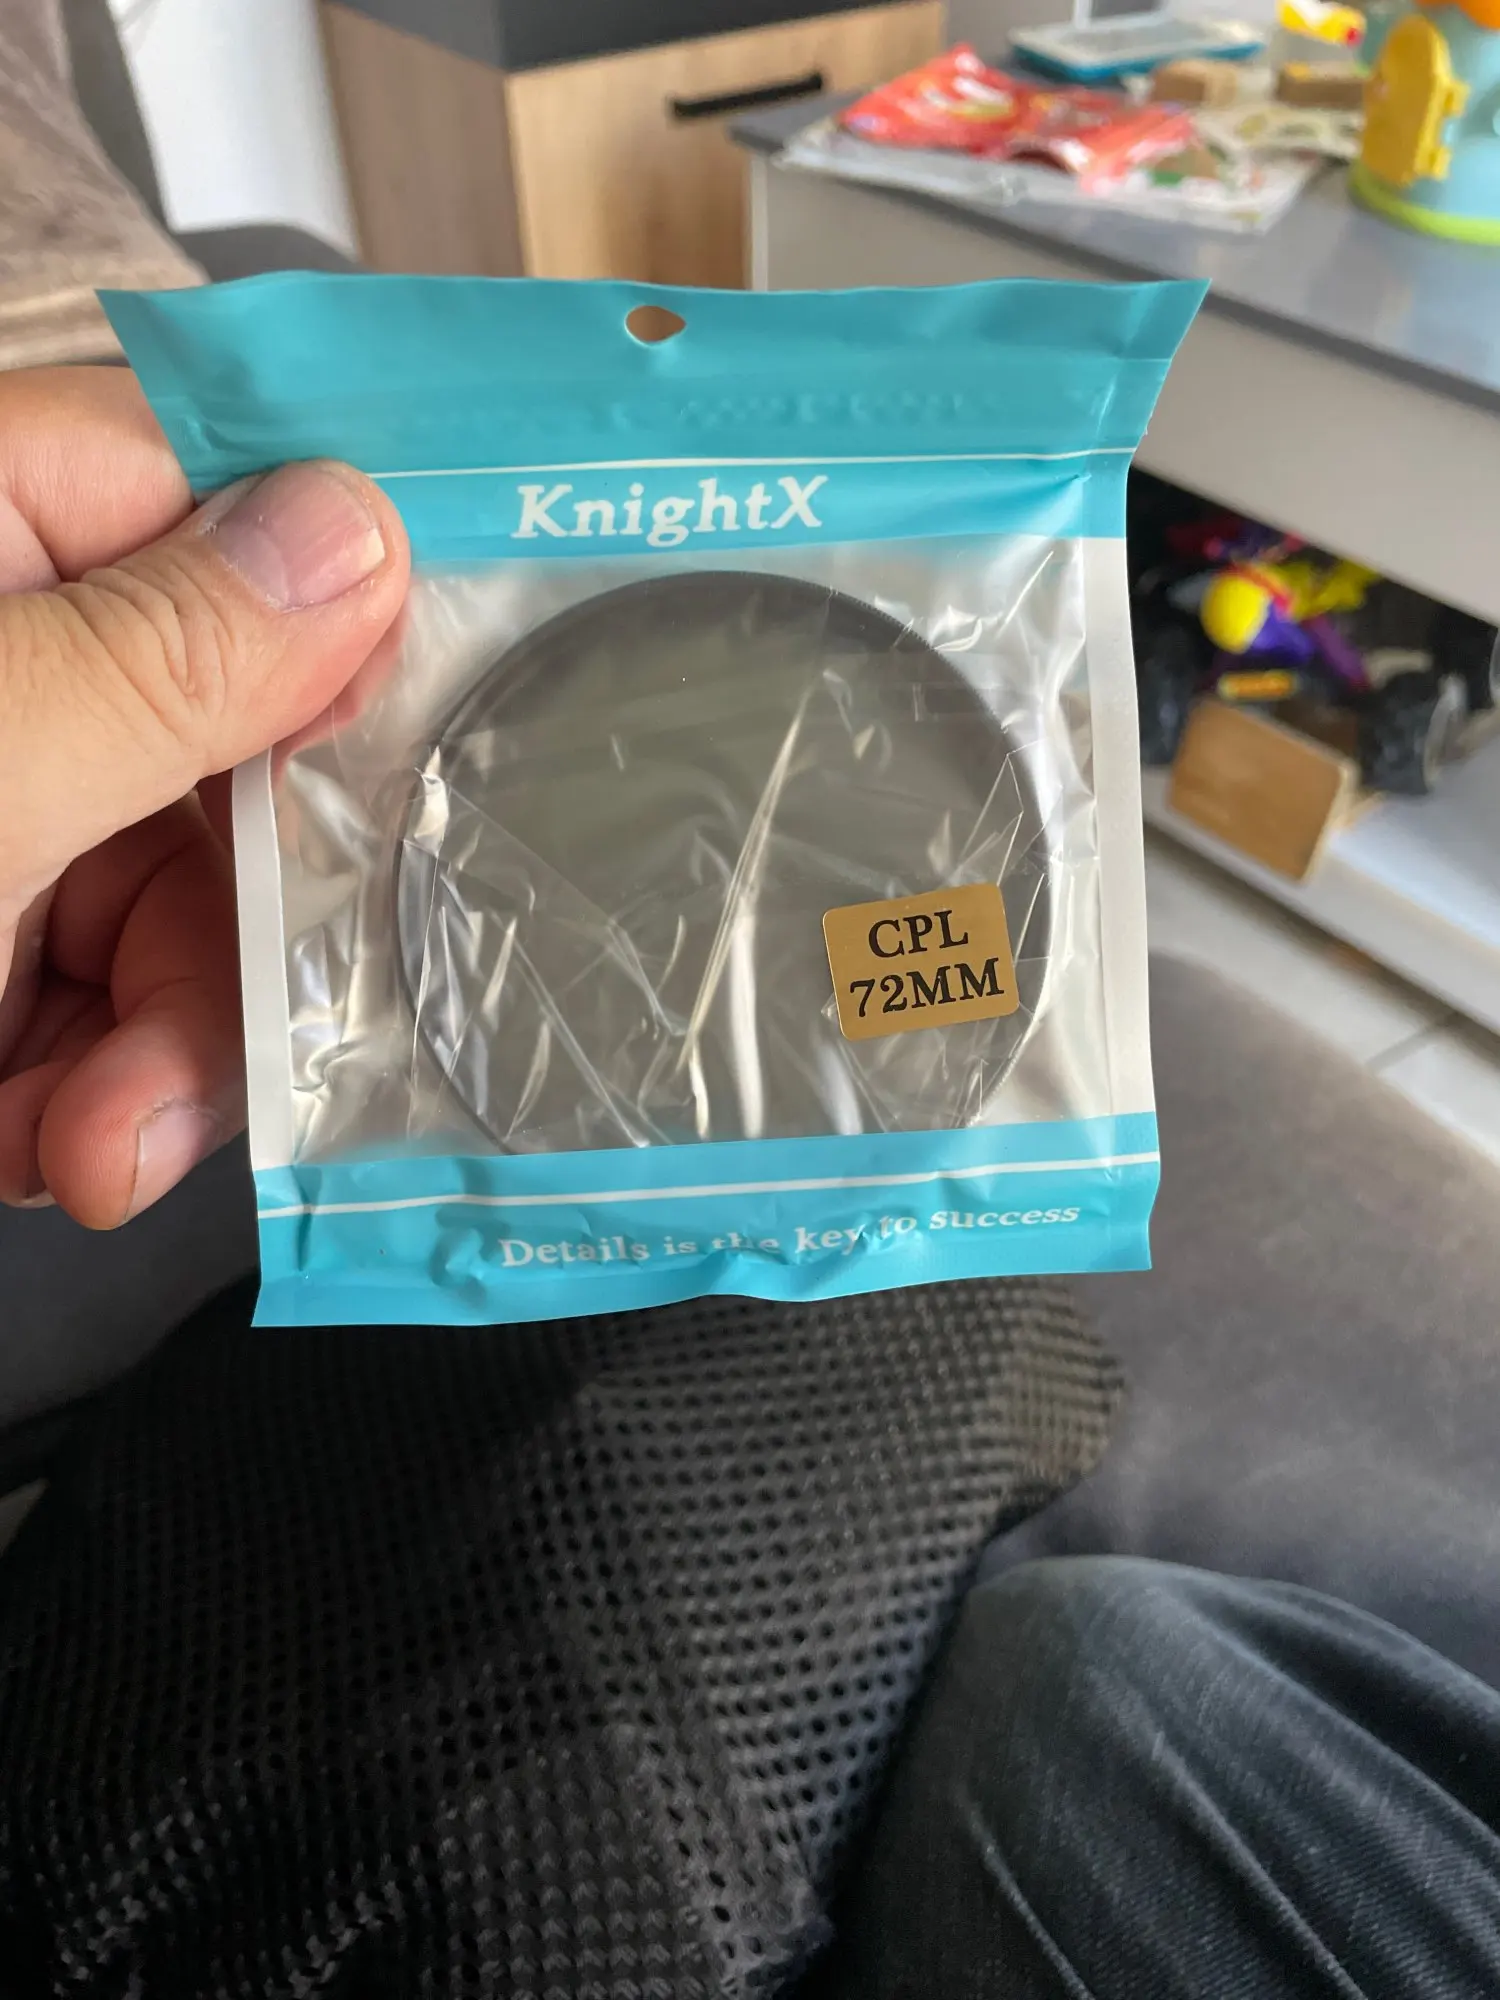 KnightX
CPL
72MM
Details is the key to success